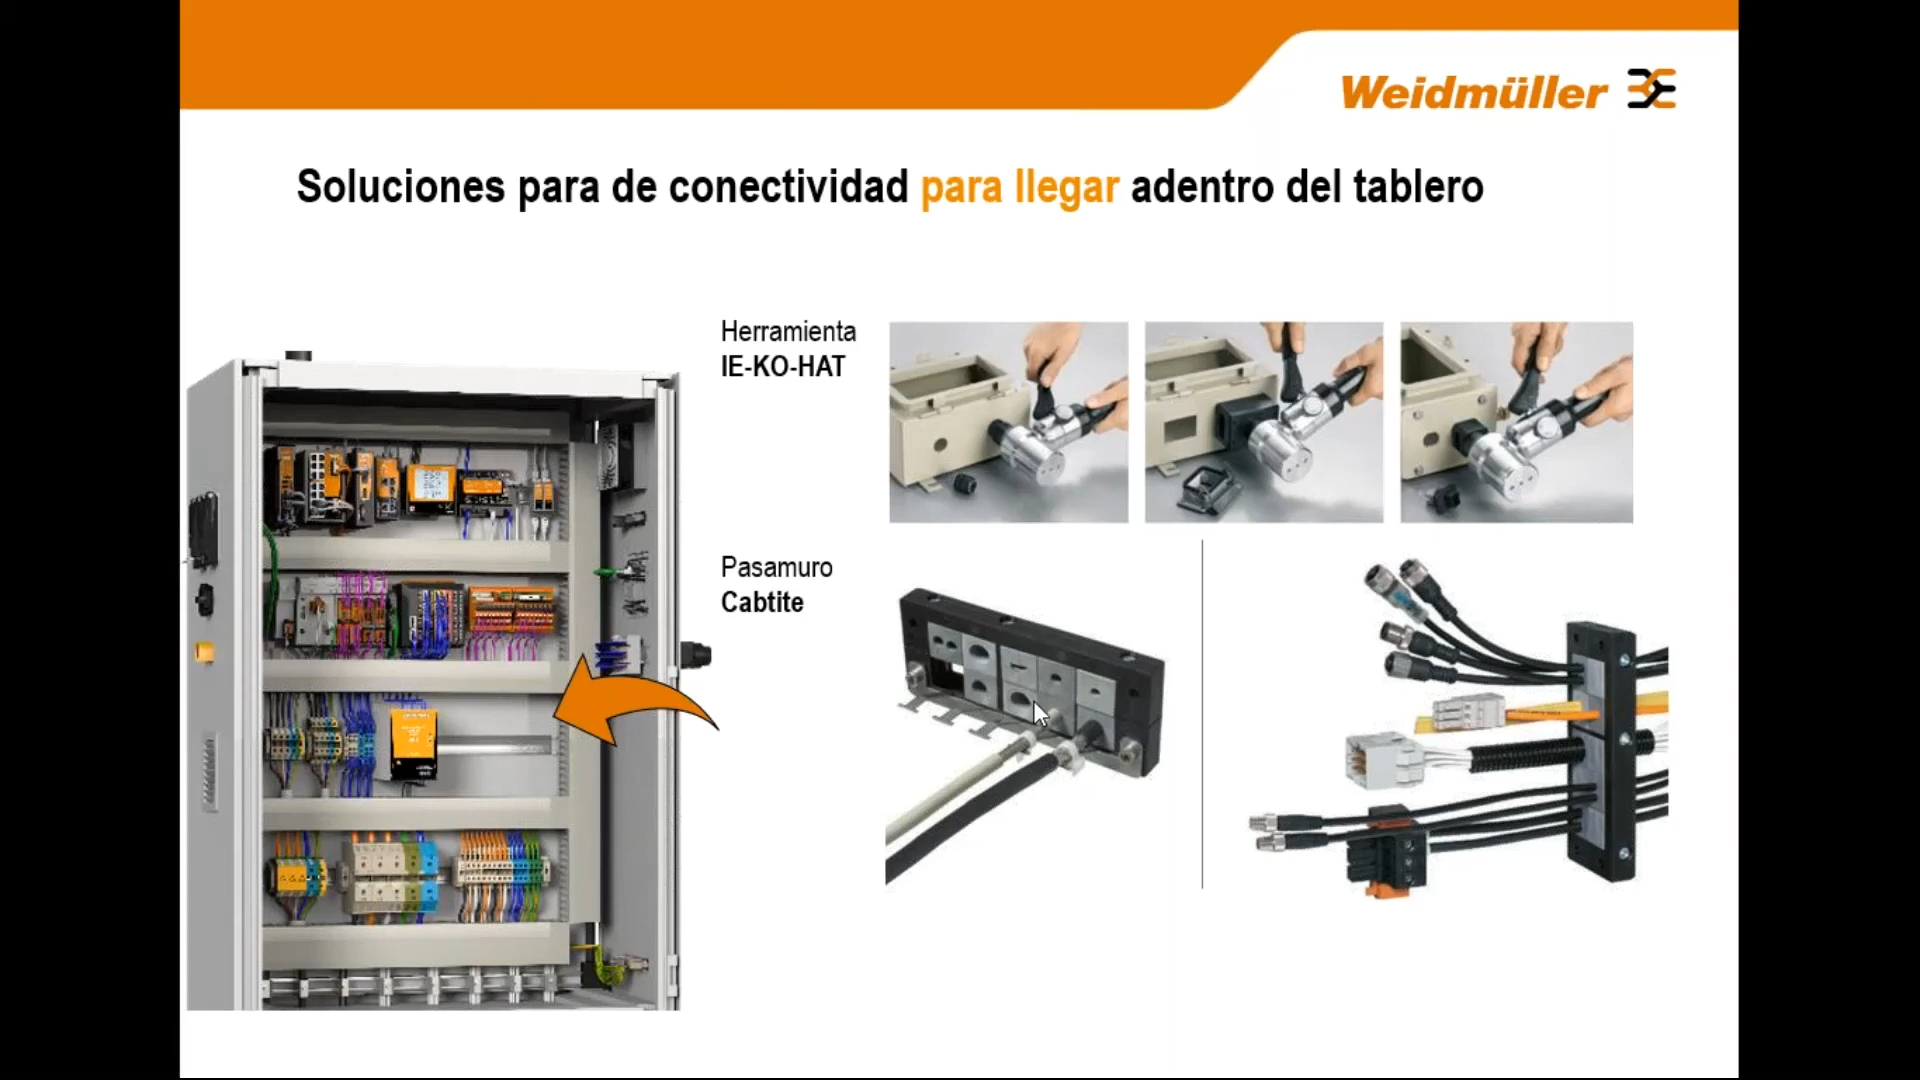 Weidmüller
Soluciones para de conectividad para llegar adentro del tablero
Herramienta
IE-KO-HAT
Pasamuro
Cabtite